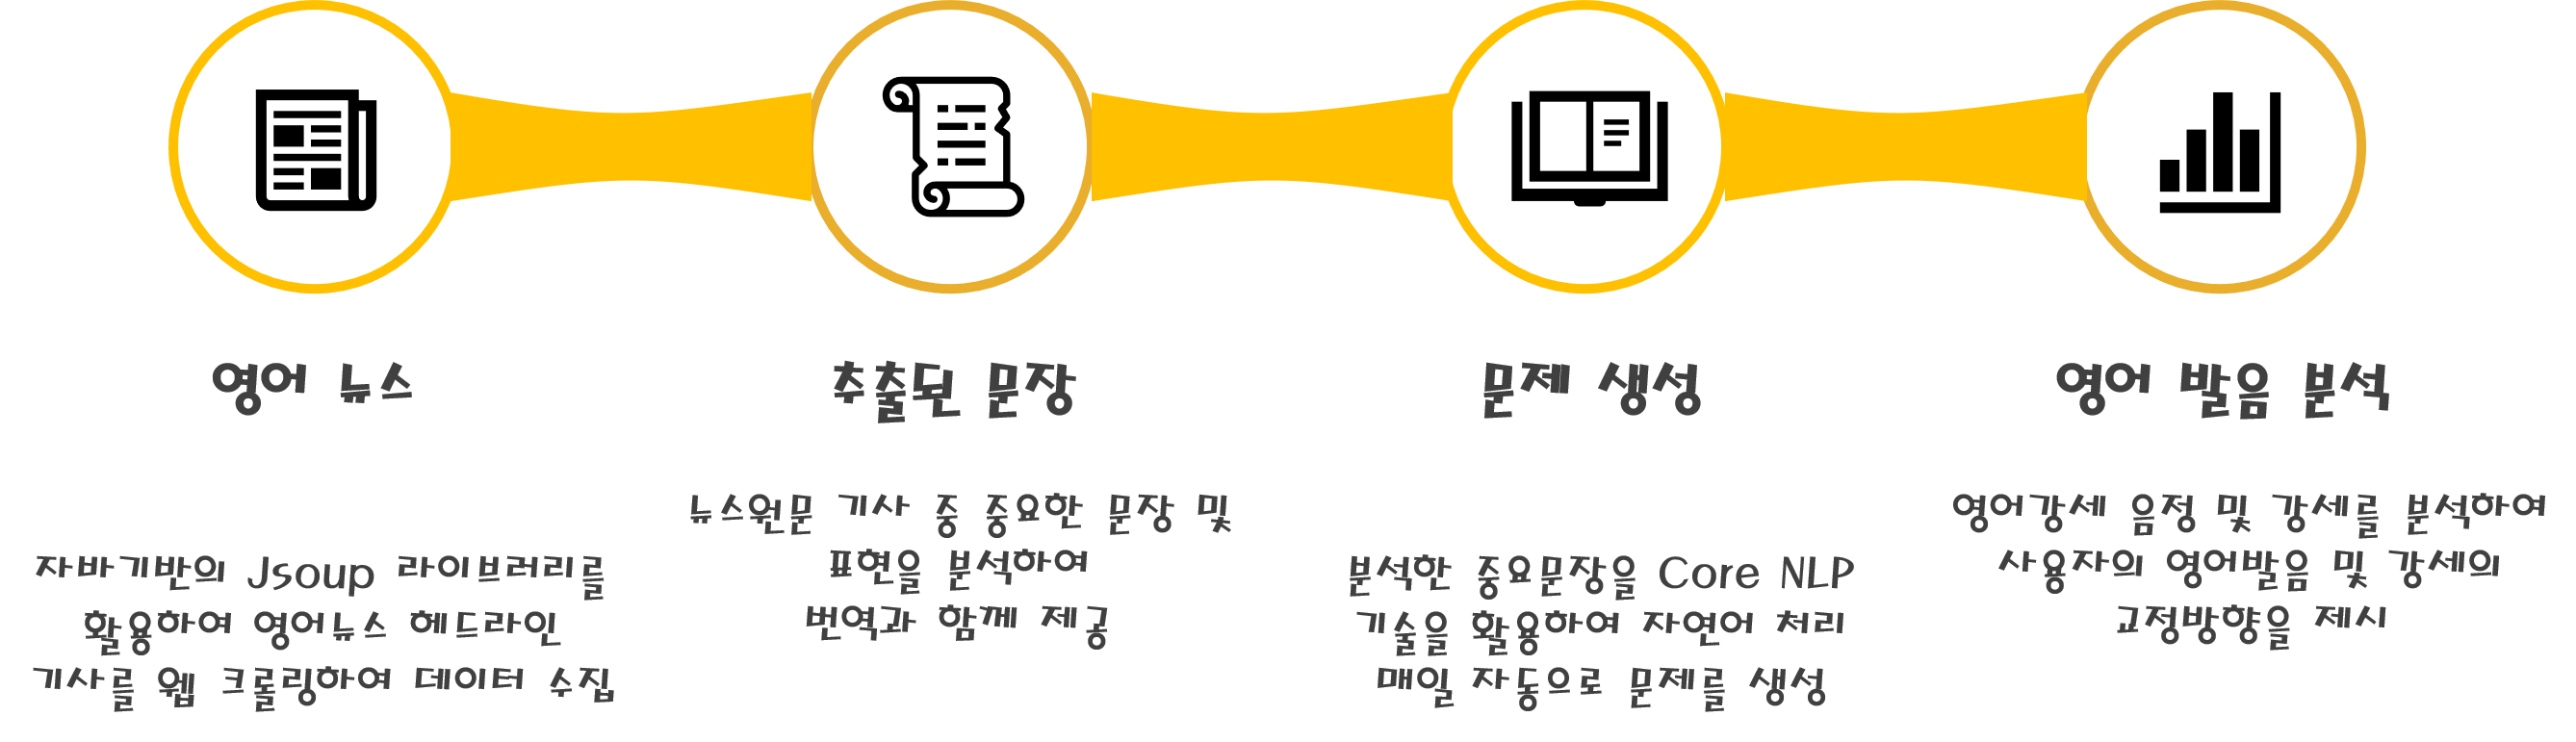 영어 뉴스
자바기반의 Jsoup 라이브러리를
활용하여 영어뉴스 헤드라인
기사를 웹 크롤링하여 데이터 수집
추출된 문장
뉴스원문 기사 중 중요한 문장 및
표현을 분석하여
번역과 함께 제공
문제 생성
분석한 중요문장을 Core NLP
기술을 활용하여 자연어 처리
매일 자동으로 문제를 생성
영어 발음 분석
영어강세 음정 및 강세를 분석하여
사용자의 영어발음 및 강세의
교정방향을 제시